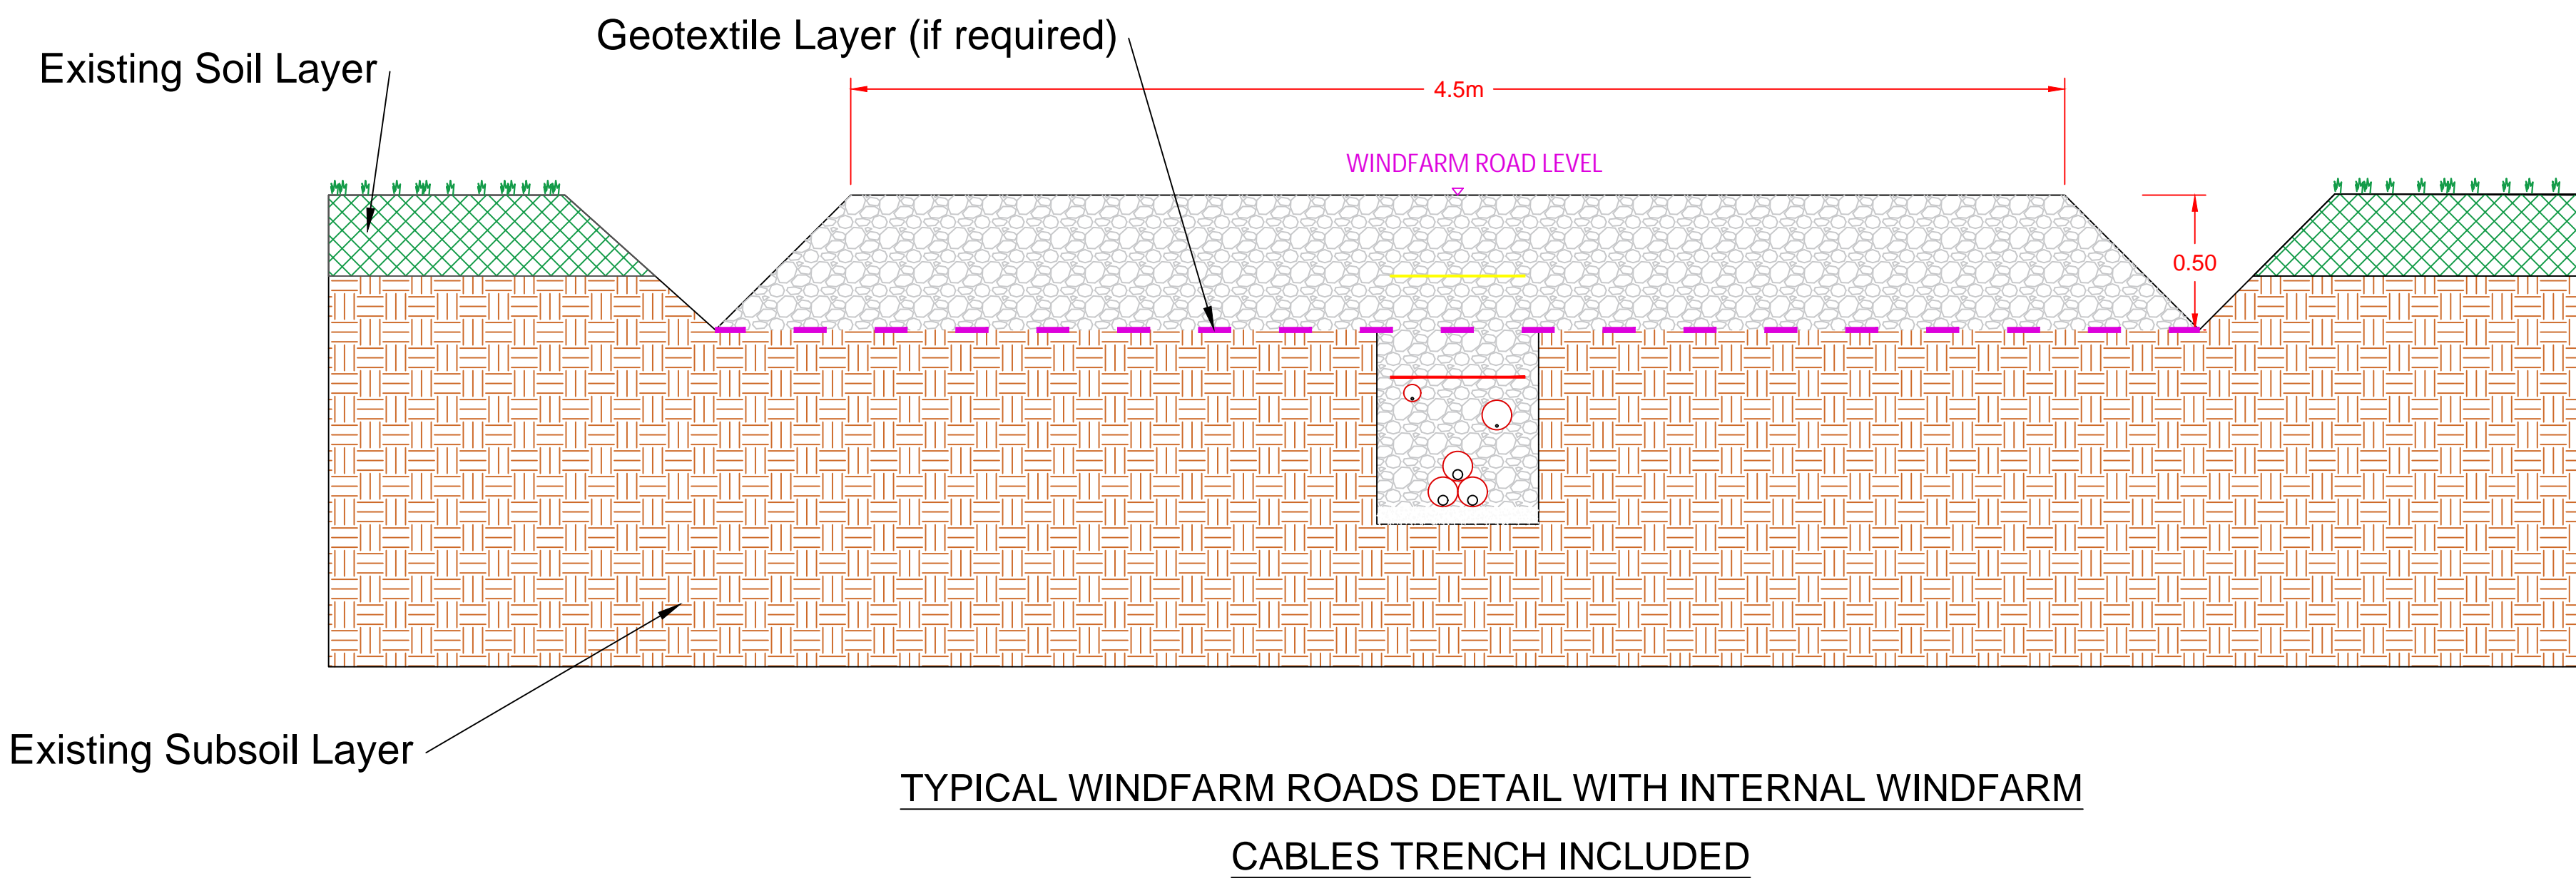 Geotextile Layer (if required)
Existing Soil Layer
4.5m
WINDFARM ROAD LEVEL
0.50
Existing Subsoil Layer
TYPICAL WINDFARM ROADS DETAIL WITH INTERNAL WINDFARM
CABLES TRENCH INCLUDED